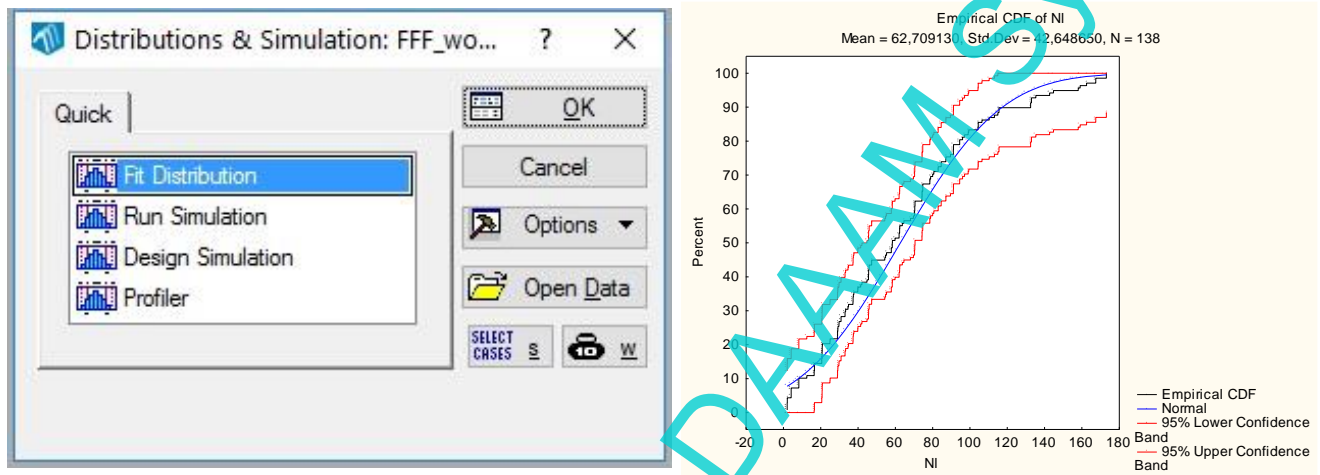 Distributions & Simulation: FFF_wo... ? ×
Quick
Fit Distribution
Run Simulation
Design Simulation
Profiler
OK
Cancel
Options
Open Data
SELECT CASES S
W
Empirical CDF of NI
Mean = 62,709130, Std.Dev = 42,648650, N = 138
Percent
100
90
80
70
60
50
40
30
20
10
0
-20 0 20 40 60 80 100 120 140 160 180
NI
Empirical CDF
Normal
95% Lower Confidence
Band
95% Upper Confidence
Band
DAAAM Sy